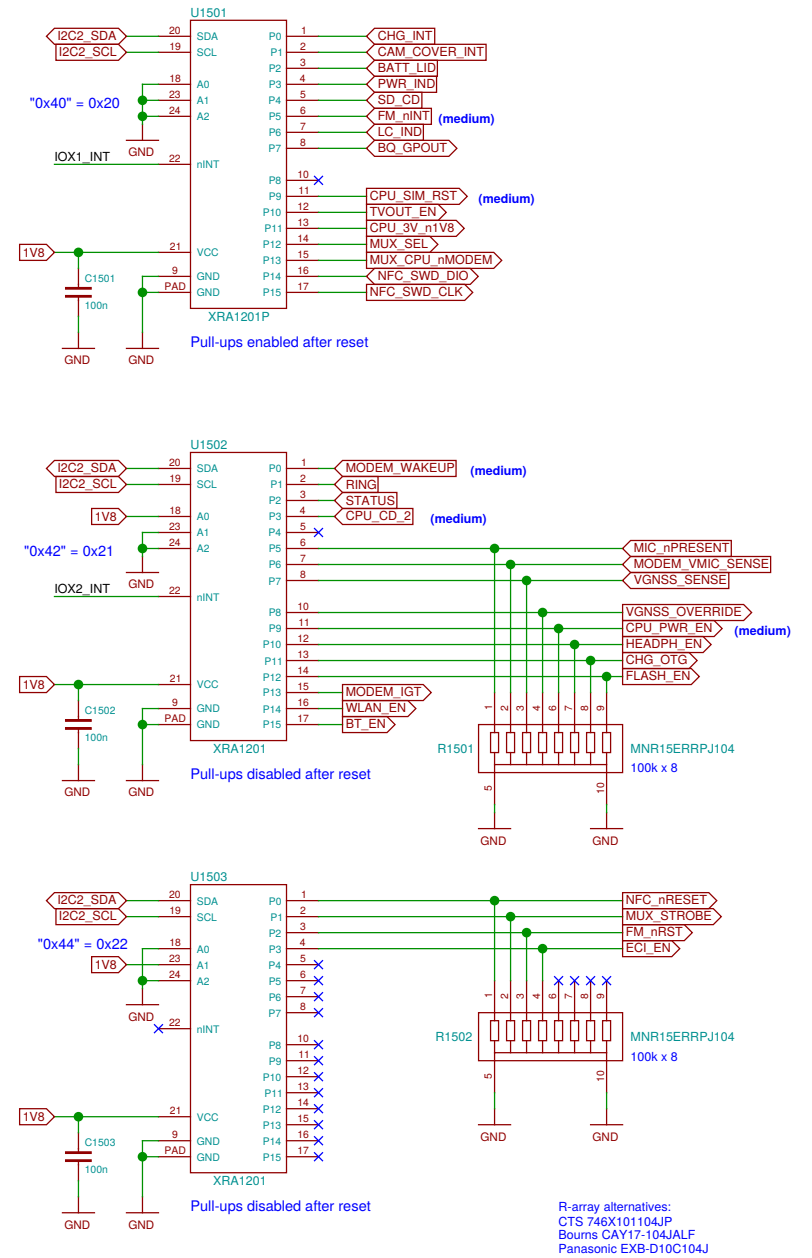 U1501
I2C2_SDA 20 SDA P0 1 CHG_INT
I2C2_SCL 19 SCL P1 2 CAM_COVER_INT
P2 3 BATT_LID
18 A0 P3 4 PWR_IND
"0x40" = 0x20 23 A1 P4 5 SD_CD
24 A2 P5 6 FM_nINT (medium)
P6 7 LC_IND
GND P7 8 BQ_GPOUT
IOX1_INT 22 nINT
P8 10
P9 11 CPU_SIM_RST (medium)
P10 12 TVOUT_EN
P11 13 CPU_3V_n1V8
P12 14 MUX_SEL
1V8 21 VCC P13 15 MUX_CPU_nMODEM
C1501 9 GND P14 16 NFC_SWD_DIO
100n PAD GND P15 17 NFC_SWD_CLK
XRA1201P
GND GND Pull-ups enabled after reset
U1502
I2C2_SDA 20 SDA P0 1 MODEM_WAKEUP (medium)
I2C2_SCL 19 SCL P1 2 RING
P2 3 STATUS
1V8 18 A0 P3 4 CPU_CD_2 (medium)
23 A1 P4 5
"0x42" = 0x21 24 A2 P5 6 MIC_nPRESENT
P6 7 MODEM_VMIC_SENSE
GND P7 8 VGNSS_SENSE
IOX2_INT 22 nINT
P8 10 VGNSS_OVERRIDE
P9 11 CPU_PWR_EN (medium)
P10 12 HEADPH_EN
P11 13 CHG_OTG
P12 14 FLASH_EN
1V8 21 VCC P13 15 MODEM_IGT
C1502 9 GND P14 16 WLAN_EN
100n PAD GND P15 17 BT_EN
1 2 3 4 6 7 8 9
XRA1201 R1501 MNR15ERRPJ104
100k x 8
GND GND Pull-ups disabled after reset
5 10
GND GND
U1503
I2C2_SDA 20 SDA P0 1 NFC_nRESET
I2C2_SCL 19 SCL P1 2 MUX_STROBE
P2 3 FM_nRST
"0x44" = 0x22 18 A0 P3 4 ECI_EN
1V8 23 A1 P4 5
24 A2 P5 6
P6 7
GND P7 8
22 nINT
1 2 3 4 6 7 8 9
R1502 MNR15ERRPJ104
100k x 8
P8 10
P9 11
P10 12
P11 13
P12 14
5 10
1V8 21 VCC P13 15
C1503 9 GND P14 16
100n PAD GND P15 17
GND GND
XRA1201
GND GND Pull-ups disabled after reset
R-array alternatives:
CTS 746X101104JP
Bourns CAY17-104JALF
Panasonic EXB-D10C104J